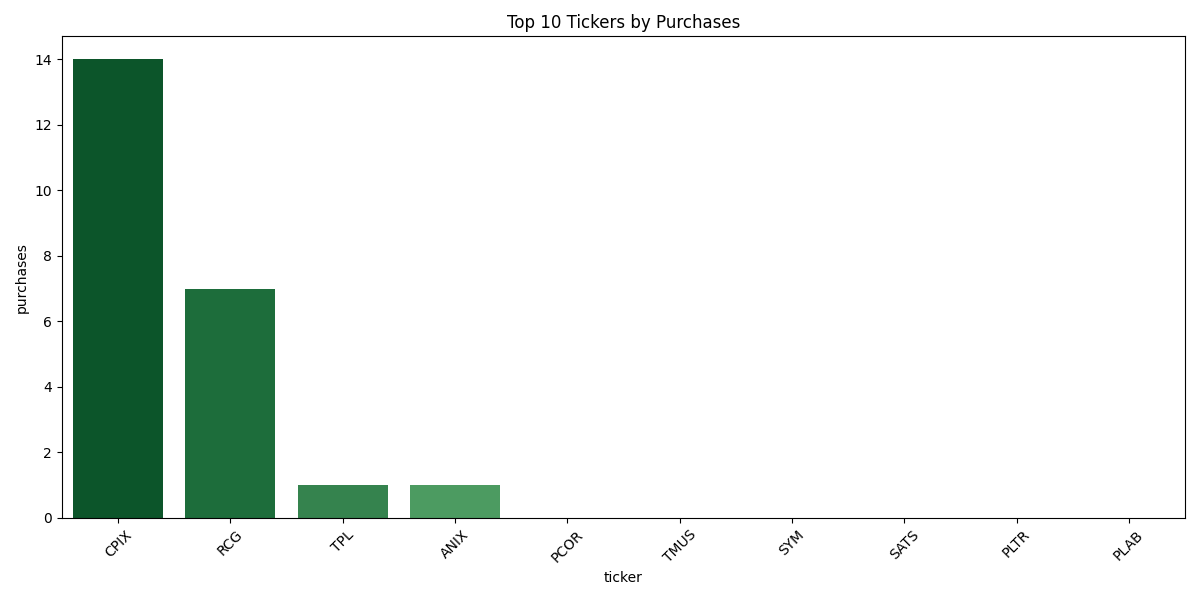 Top 10 Tickers by Purchases
purchases
14
12
10
8
6
4
2
0
CPIX RCG TPL ANIX PCOR TMUS SYM SATS PLTR PLAB
ticker